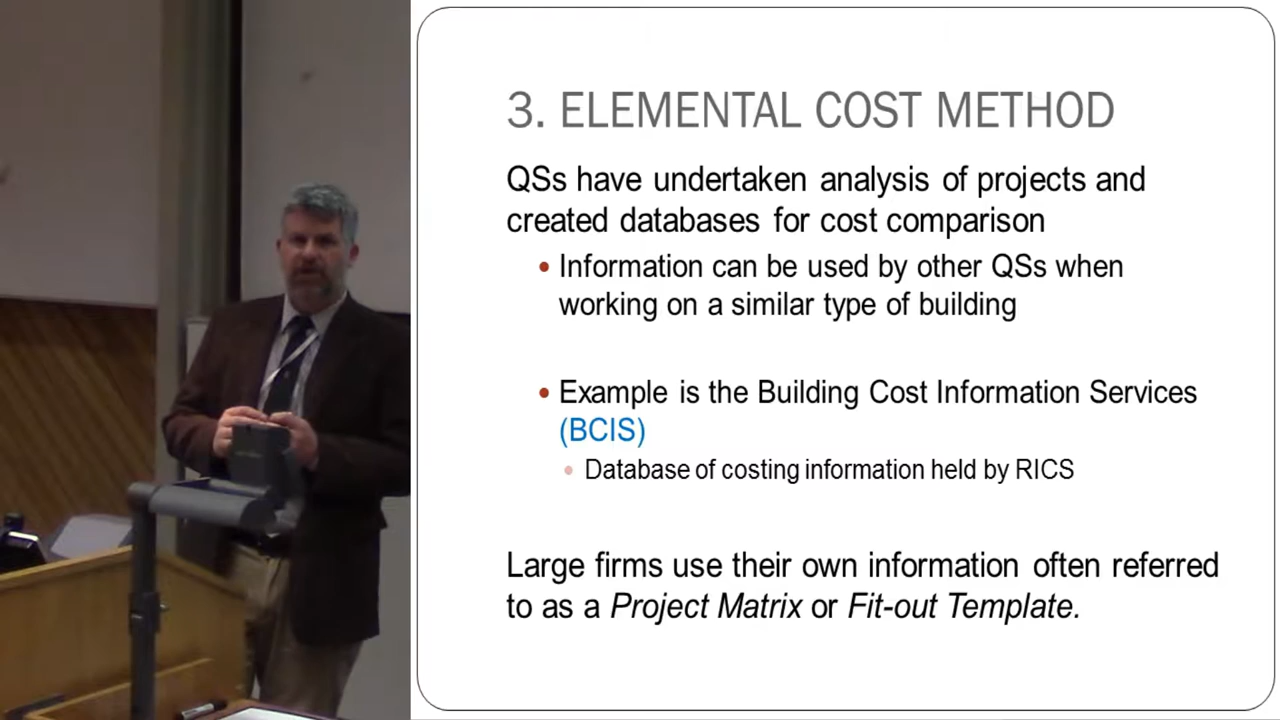 3. ELEMENTAL COST METHOD
QSs have undertaken analysis of projects and
created databases for cost comparison
• Information can be used by other QSs when
working on a similar type of building
• Example is the Building Cost Information Services
(BCIS)
• Database of costing information held by RICS
Large firms use their own information often referred
to as a Project Matrix or Fit-out Template.